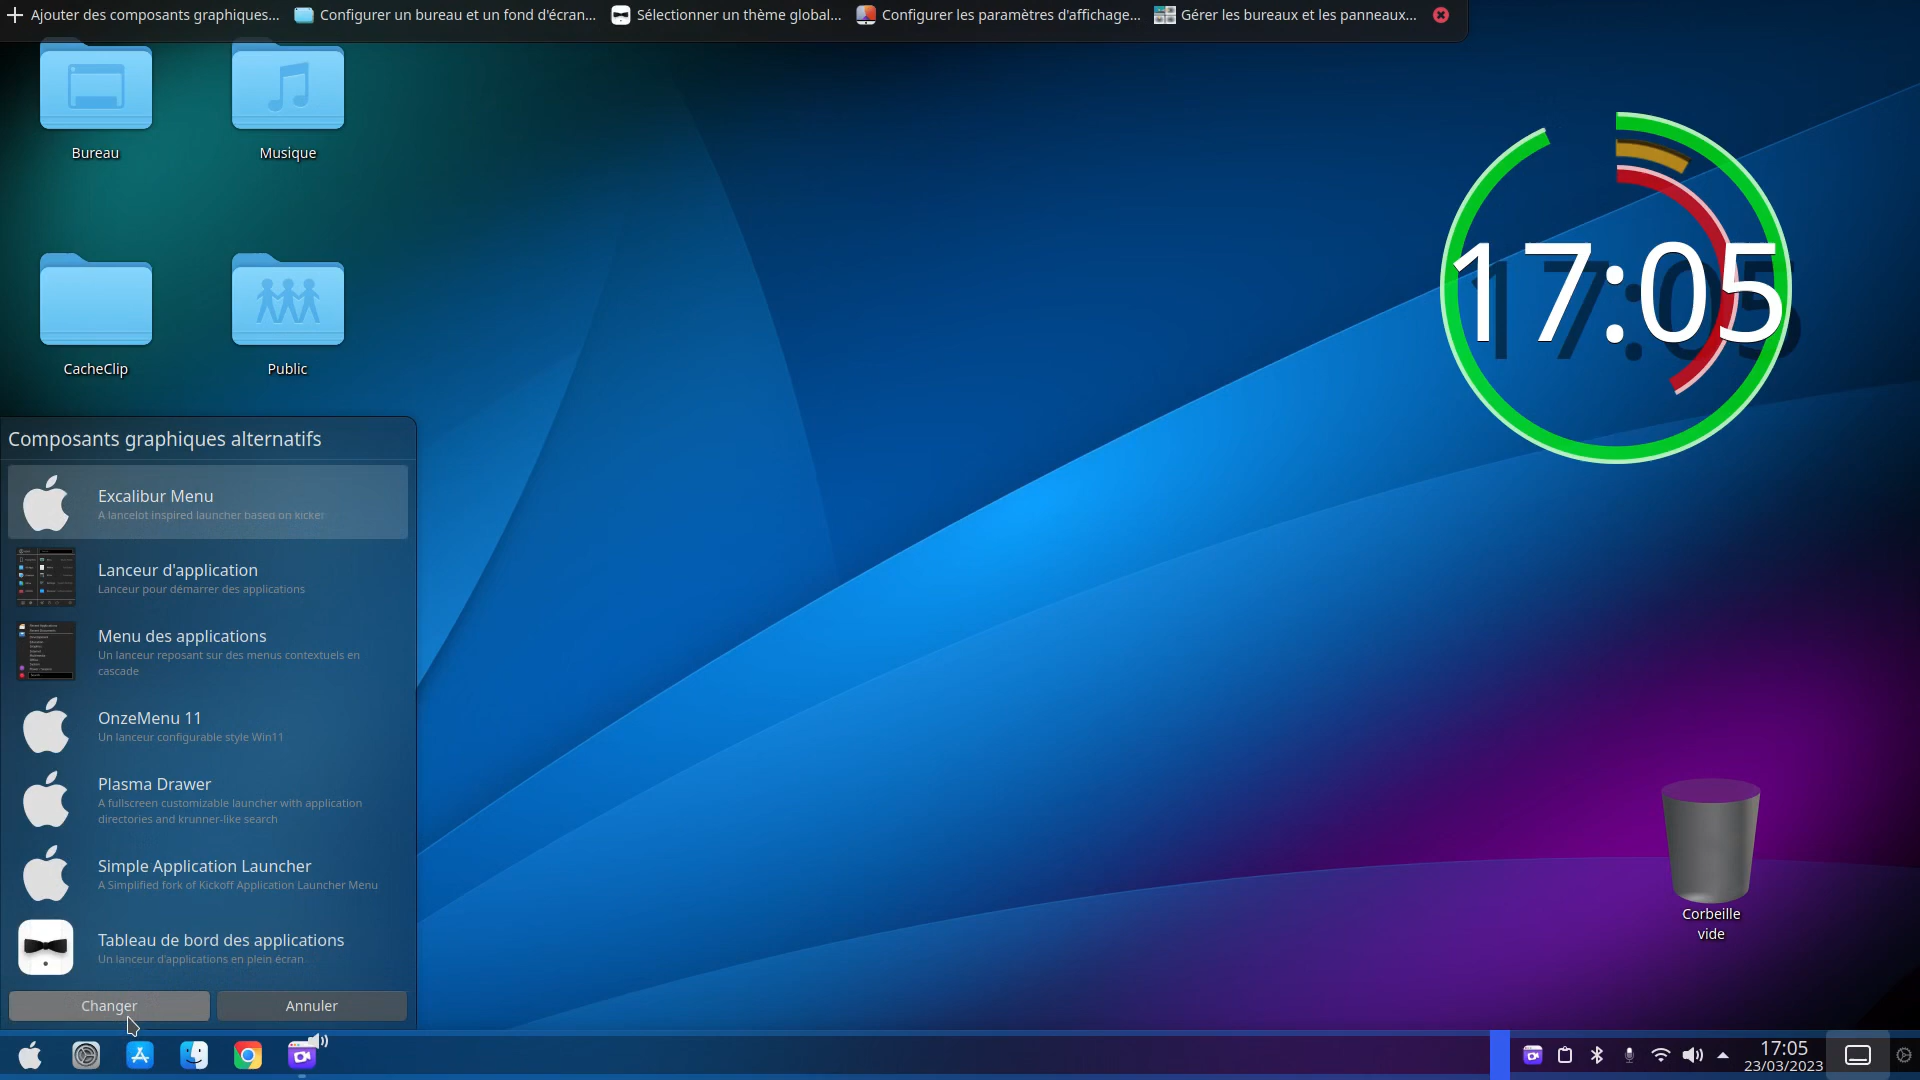 Ajouter des composants graphiques...
Configurer un bureau et un fond d'écran...
Sélectionner un thème global...
Configurer les paramètres d'affichage...
Gérer les bureaux et les panneaux...
Bureau
Musique
CacheClip
Public
17:05
Composants graphiques alternatifs
Excalibur Menu
A lancelot inspired launcher based on kicker
Lanceur d'application
Lanceur pour démarrer des applications
Menu des applications
Un lanceur reposant sur des menus contextuels en
cascade
OnzeMenu 11
Un lanceur configurable style Win11
Plasma Drawer
A fullscreen customizable launcher with application
directories and krunner-like search
Simple Application Launcher
A Simplified fork of Kickoff Application Launcher Menu
Tableau de bord des applications
Un lanceur d'applications en plein écran
Changer
Annuler
Corbeille
vide
17:05
23/03/2023